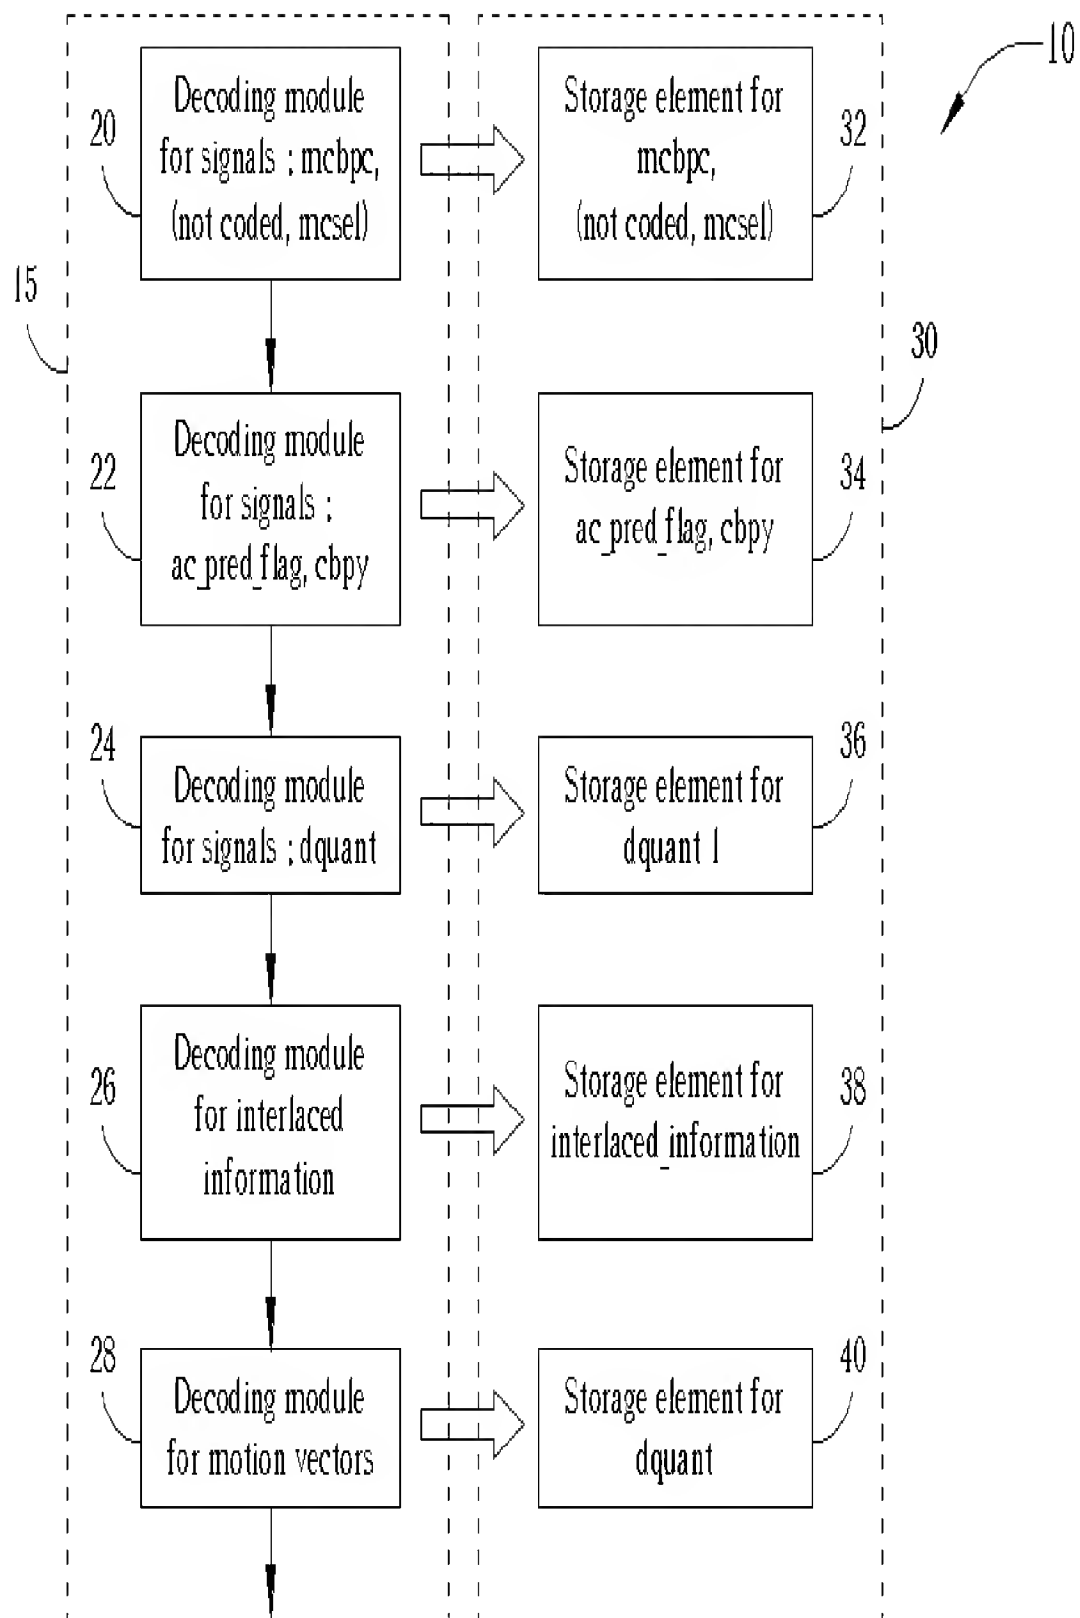 10
15
20
Decoding module
for signals ; mcbpc,
(not coded, mcsel)
Storage element for
mcbpc,
(not coded, mcsel)
32
30
22
Decoding module
for signals ;
ac_pred_flag, cbpy
Storage element for
ac_pred_flag, cbpy
34
24
Decoding module
for signals ; dquant
Storage element for
dquant 1
36
26
Decoding module
for interlaced
information
Storage element for
interlaced_information
38
28
Decoding module
for motion vectors
Storage element for
dquant
40